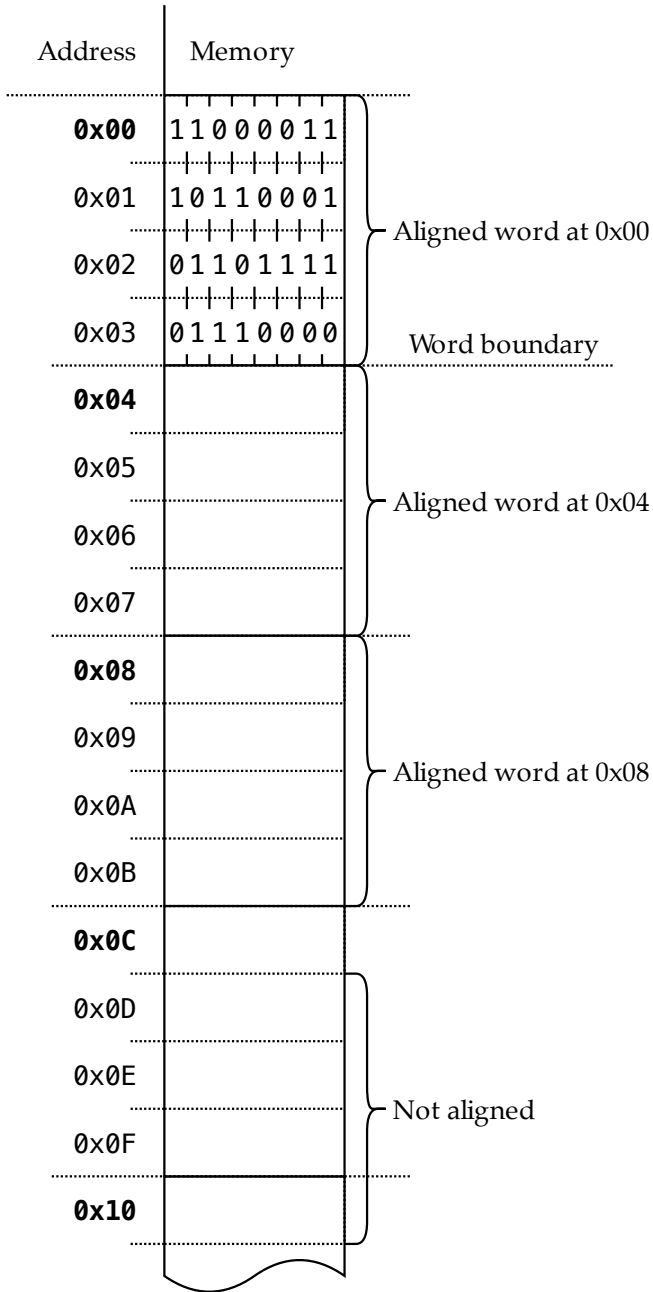 Address Memory
0x00 11000011
0x01 10110001
Aligned word at 0x00
0x02 01101111
0x03 01110000
Word boundary
0x04
0x05
Aligned word at 0x04
0x06
0x07
0x08
0x09
Aligned word at 0x08
0x0A
0x0B
0x0C
0x0D
0x0E
Not aligned
0x0F
0x10